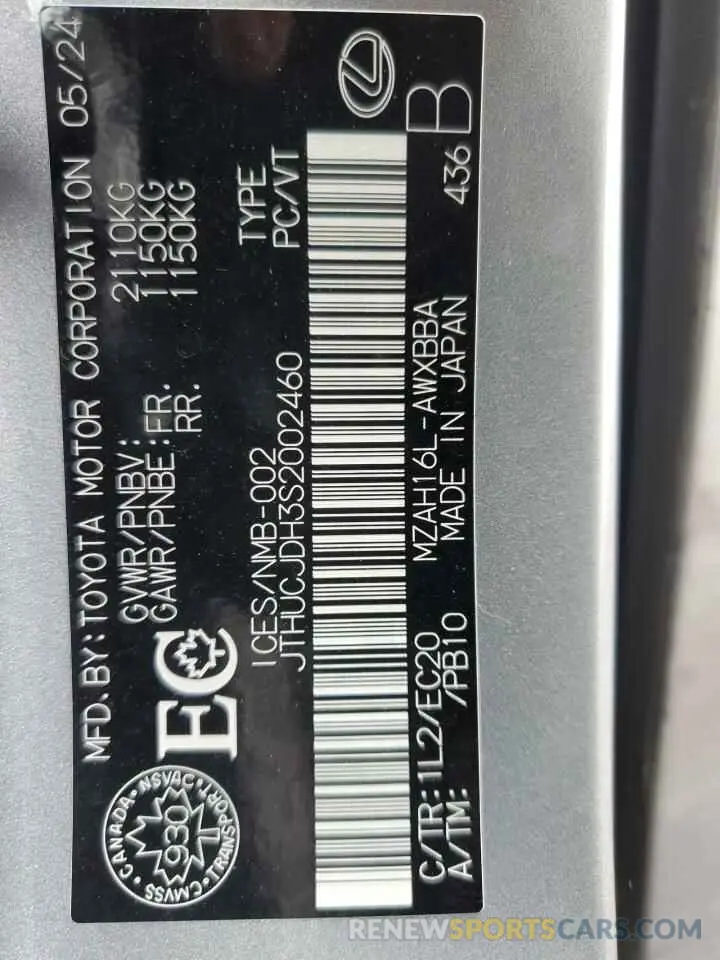 MFD.BY:TOYOTA MOTOR CORPORATION 05/24
GVWR/PNBV: 2110KG
GAWR/PNBE:FR. 1150KG
RR. 1150KG
CANADA•NSVAC•TRANSPORT•CMVSS•
930
EC
ICES/NMB-002 TYPE
JTHUCJDH3S2002460 PC/VT
C/TR:1L2/EC20 MZAH16L-AWXBBA 436 B
A/TM: /PB10 MADE IN JAPAN
RENEWSPORTSCARS.COM